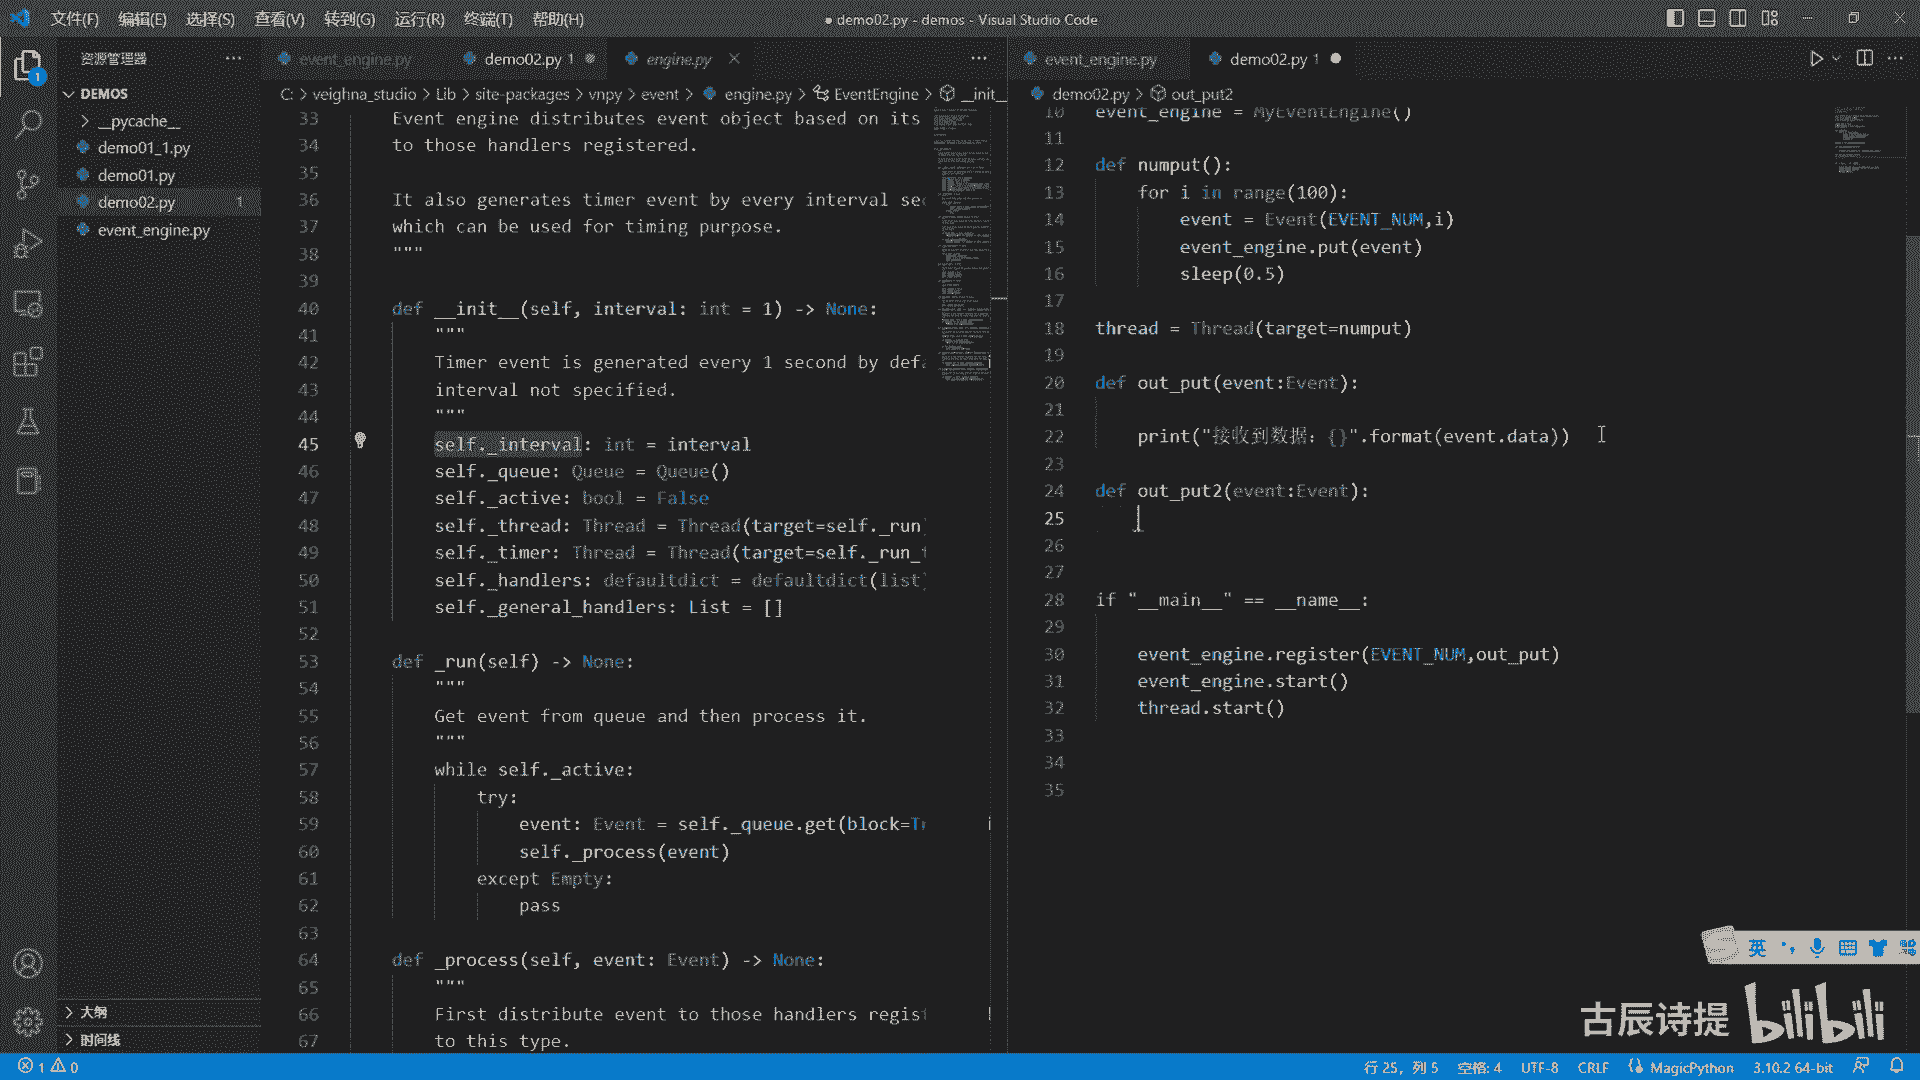 文件(F) 编辑(E) 选择(S) 查看(V) 转到(G) 运行(R) 终端(T) 帮助(H)
● demo02.py - demos - Visual Studio Code
资源管理器
DEMOS
__pycache__
demo01_1.py
demo01.py
demo02.py 1
event_engine.py
大纲
时间线
event_engine.py demo02.py 1 engine.py
C: > veighna_studio > Lib > site-packages > vnpy > event > engine.py > EventEngine > __init__
33 Event engine distributes event object based on its
34 to those handlers registered.
35
36 It also generates timer event by every interval sec
37 which can be used for timing purpose.
38 """
39
40 def __init__(self, interval: int = 1) -> None:
41 """
42 Timer event is generated every 1 second by defa
43 interval not specified.
44 """
45 self._interval: int = interval
46 self._queue: Queue = Queue()
47 self._active: bool = False
48 self._thread: Thread = Thread(target=self._run)
49 self._timer: Thread = Thread(target=self._run_t
50 self._handlers: defaultdict = defaultdict(list)
51 self._general_handlers: List = []
52
53 def _run(self) -> None:
54 """
55 Get event from queue and then process it.
56 """
57 while self._active:
58 try:
59 event: Event = self._queue.get(block=Tr
60 self._process(event)
61 except Empty:
62 pass
63
64 def _process(self, event: Event) -> None:
65 """
66 First distribute event to those handlers regist
67 to this type.
event_engine.py demo02.py 1 ●
demo02.py > out_put2
10 event_engine = MyEventEngine()
11
12 def numput():
13 for i in range(100):
14 event = Event(EVENT_NUM,i)
15 event_engine.put(event)
16 sleep(0.5)
17
18 thread = Thread(target=numput)
19
20 def out_put(event:Event):
21
22 print("接收到数据：{}".format(event.data))
23
24 def out_put2(event:Event):
25
26
27
28 if "__main__" == __name__:
29
30 event_engine.register(EVENT_NUM,out_put)
31 event_engine.start()
32 thread.start()
33
34
35
英
古辰诗提 bilibili
1 0
行 25，列 5 空格: 4 UTF-8 CRLF MagicPython 3.10.2 64-bit